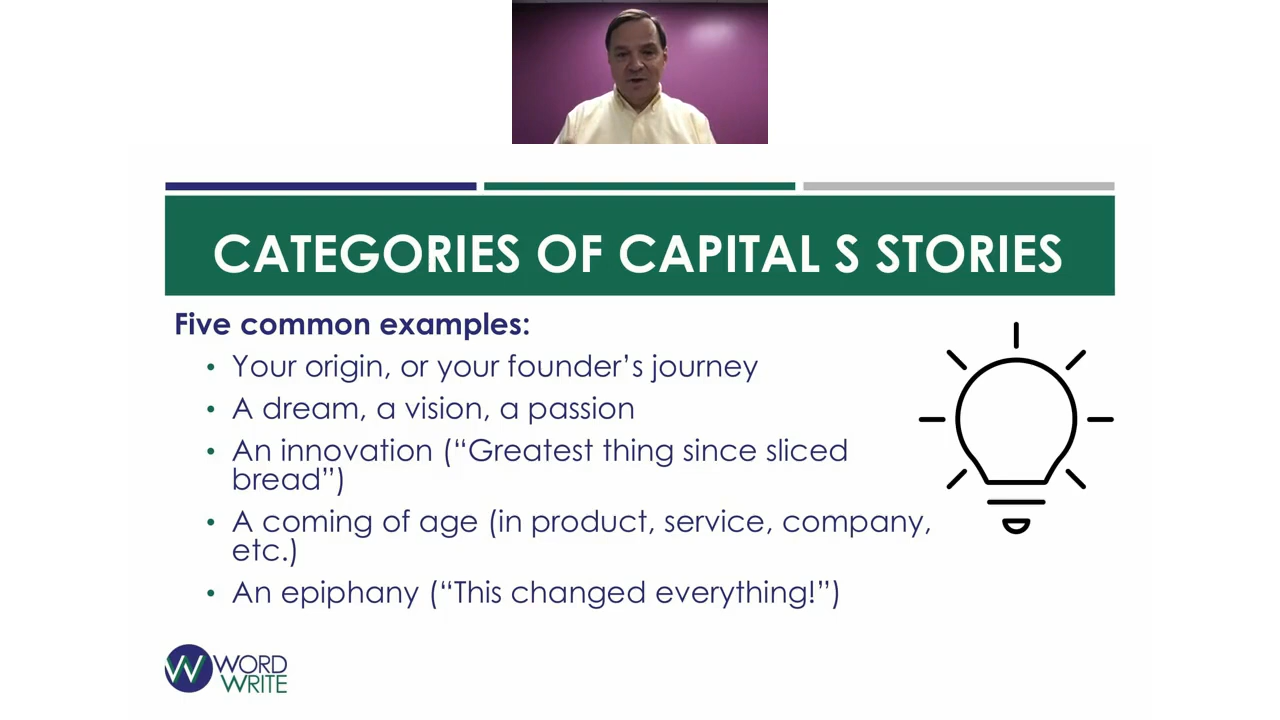 CATEGORIES OF CAPITAL S STORIES
Five common examples:
• Your origin, or your founder’s journey
• A dream, a vision, a passion
• An innovation (“Greatest thing since sliced
bread”)
• A coming of age (in product, service, company,
etc.)
• An epiphany (“This changed everything!”)
W WORD
WRITE